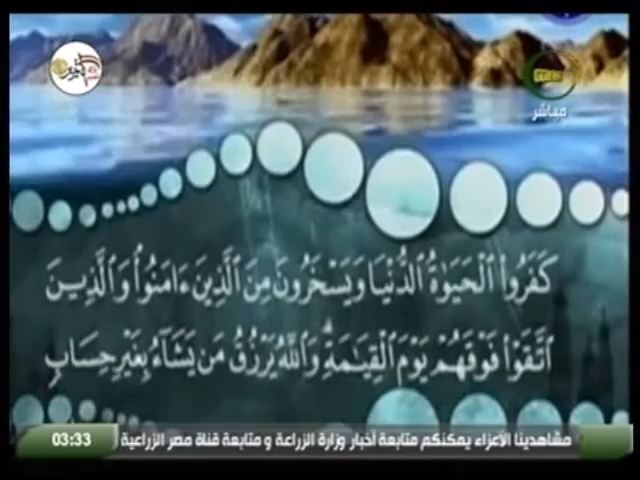 مباشر
كَفَرُوا۟ ٱلْحَيَوٰةُ ٱلدُّنْيَا وَيَسْخَرُونَ مِنَ ٱلَّذِينَ ءَامَنُوا۟ وَٱلَّذِينَ
ٱتَّقَوْا۟ فَوْقَهُمْ يَوْمَ ٱلْقِيَٰمَةِ ۗ وَٱللَّهُ يَرْزُقُ مَن يَشَآءُ بِغَيْرِ حِسَابٍ
مشاهدينا الأعزاء يمكنكم متابعة أخبار وزارة الزراعة و متابعة قناة مصر الزراعية 03:33